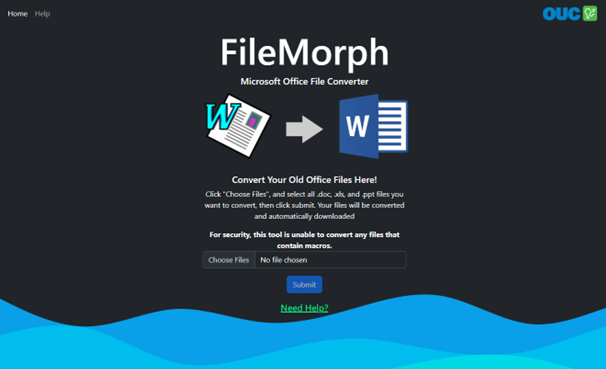 Home Help
OUC
FileMorph
Microsoft Office File Converter
W
W
Convert Your Old Office Files Here!
Click "Choose Files", and select all .doc, .xls, and .ppt files you
want to convert, then click submit. Your files will be converted
and automatically downloaded
For security, this tool is unable to convert any files that
contain macros.
Choose Files No file chosen
Submit
Need Help?